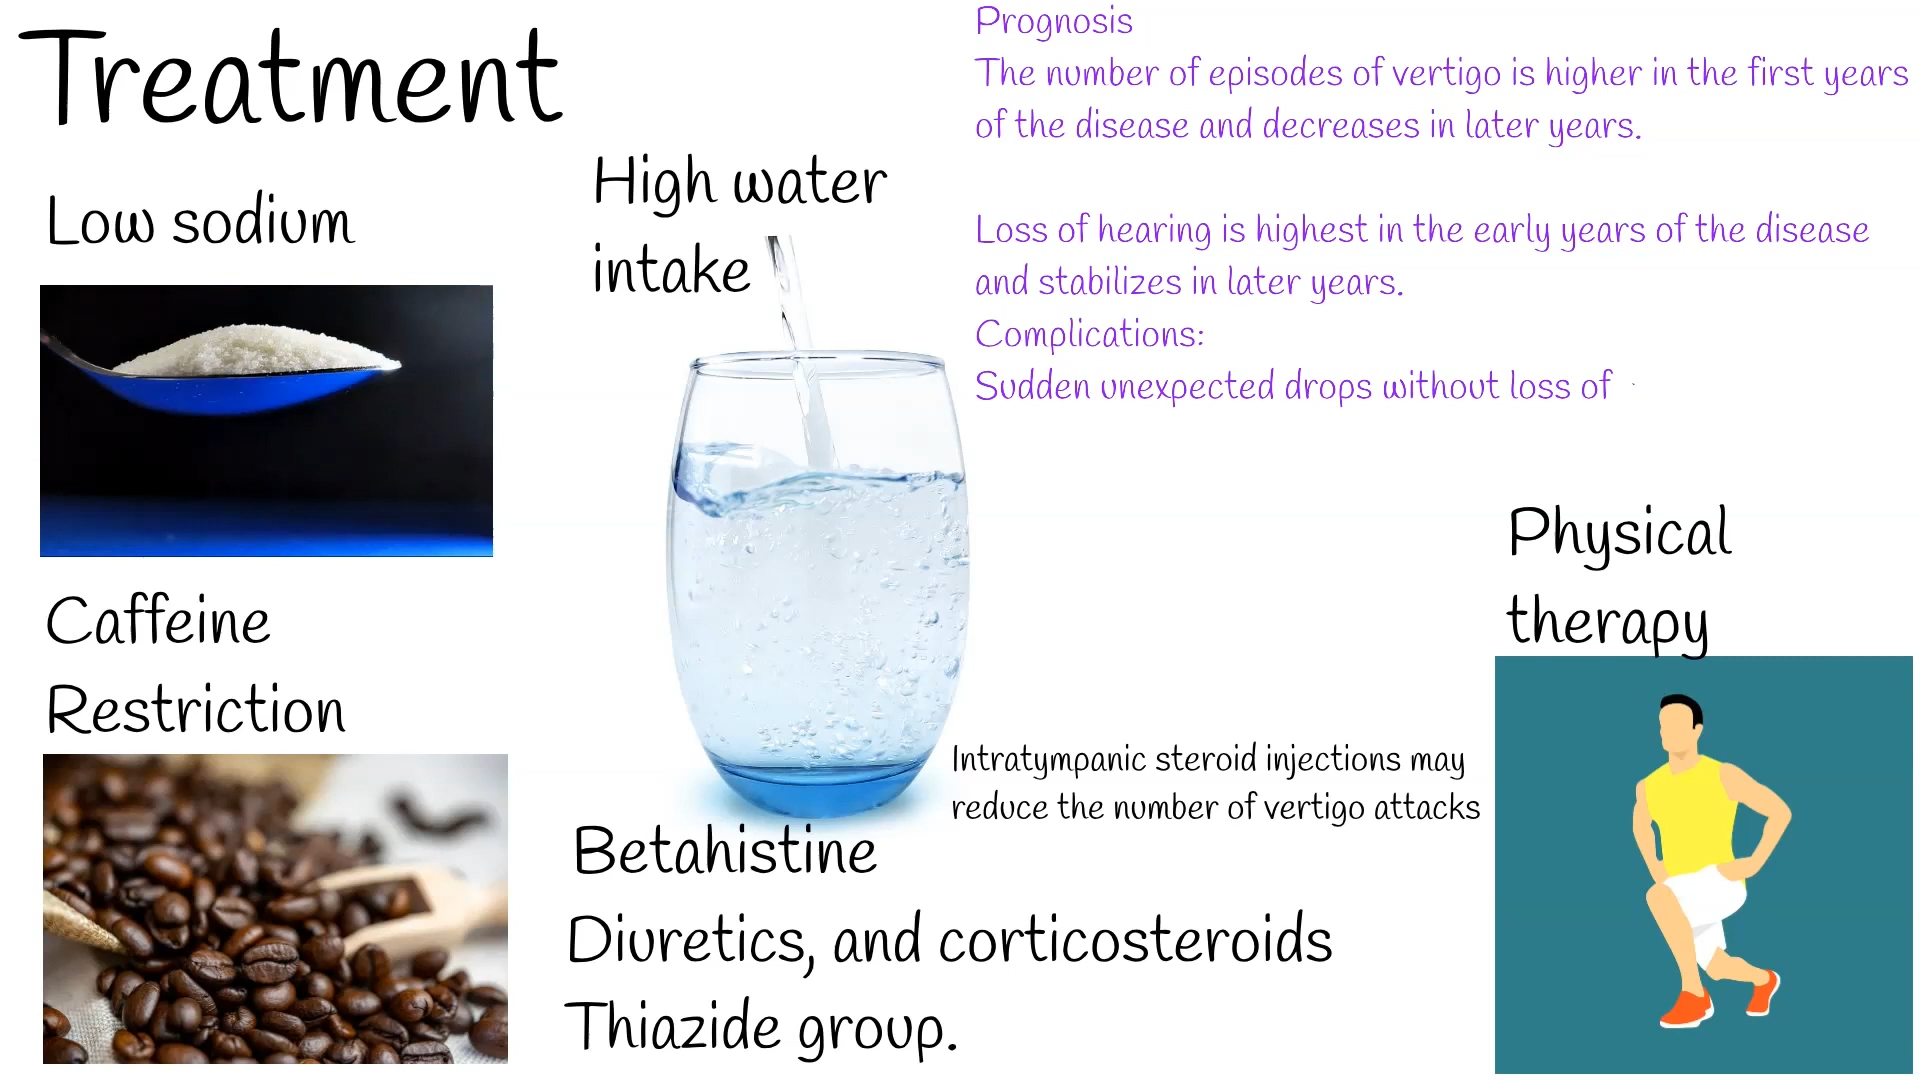 Treatment
Low sodium
Caffeine
Restriction
High water
intake
Betahistine
Diuretics, and corticosteroids
Thiazide group.
Prognosis
The number of episodes of vertigo is higher in the first years
of the disease and decreases in later years.
Loss of hearing is highest in the early years of the disease
and stabilizes in later years.
Complications:
Sudden unexpected drops without loss of
Intratympanic steroid injections may
reduce the number of vertigo attacks
Physical
therapy